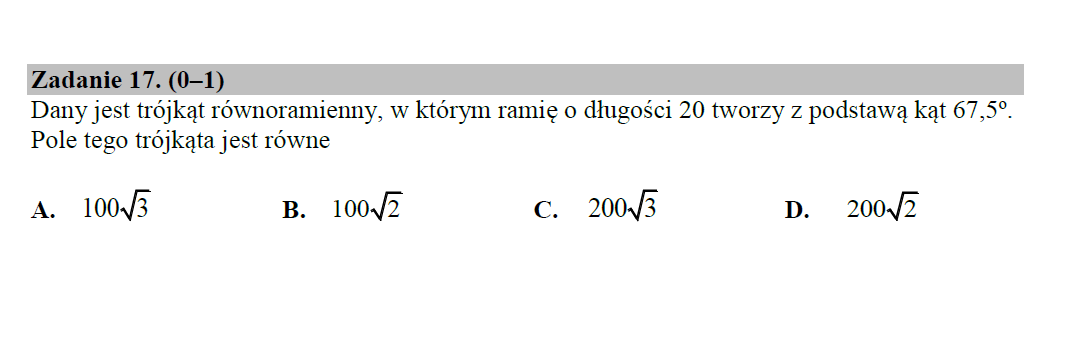 Zadanie 17. (0–1)
Dany jest trójkąt równoramienny, w którym ramię o długości 20 tworzy z podstawą kąt 67,5º.
Pole tego trójkąta jest równe
A. 100√3 B. 100√2 C. 200√3 D. 200√2